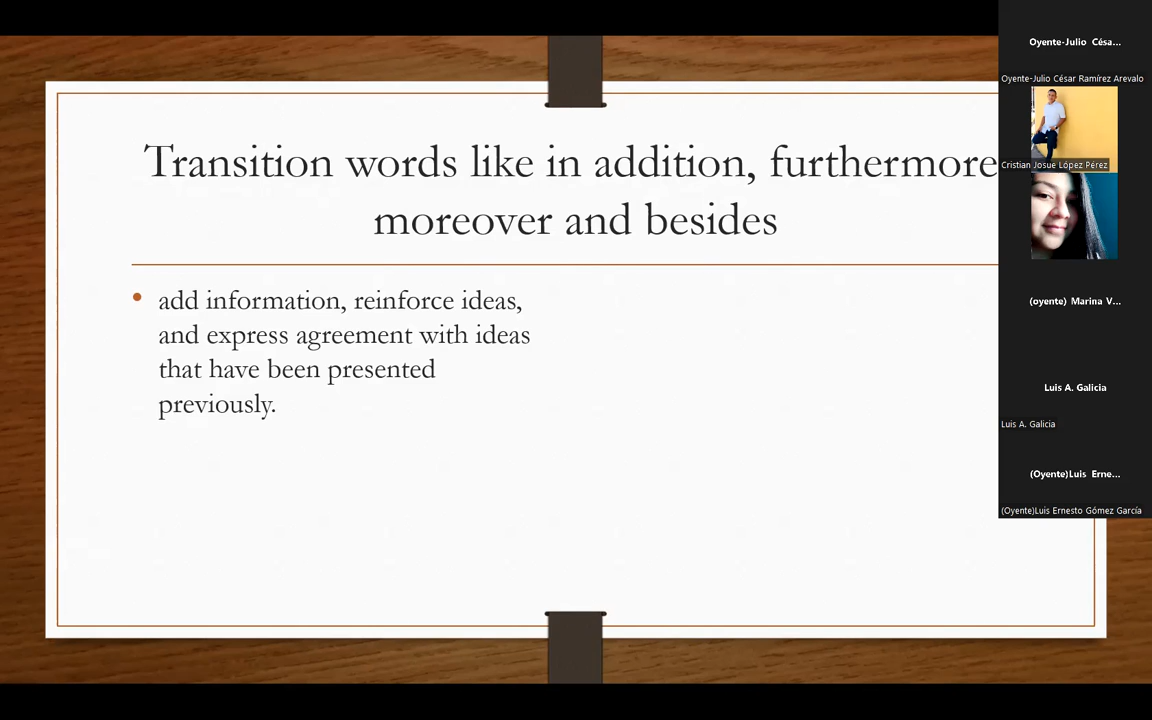 Transition words like in addition, furthermore
moreover and besides
• add information, reinforce ideas,
and express agreement with ideas
that have been presented
previously.
Oyente-Julio Césa...
Oyente-Julio César Ramírez Arevalo
Cristian Josue López Pérez
(oyente) Marina V...
Luis A. Galicia
Luis A. Galicia
(Oyente)Luis Erne...
(Oyente)Luis Ernesto Gómez García